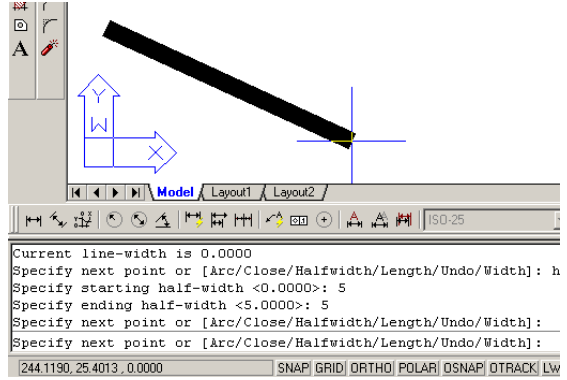 A
Y
W
X
Model Layout1 Layout2
ISO-25
Current line-width is 0.0000
Specify next point or [Arc/Close/Halfwidth/Length/Undo/Width]: h
Specify starting half-width <0.0000>: 5
Specify ending half-width <5.0000>: 5
Specify next point or [Arc/Close/Halfwidth/Length/Undo/Width]:
Specify next point or [Arc/Close/Halfwidth/Length/Undo/Width]:
244.1190, 25.4013 , 0.0000 SNAP GRID ORTHO POLAR OSNAP OTRACK LW